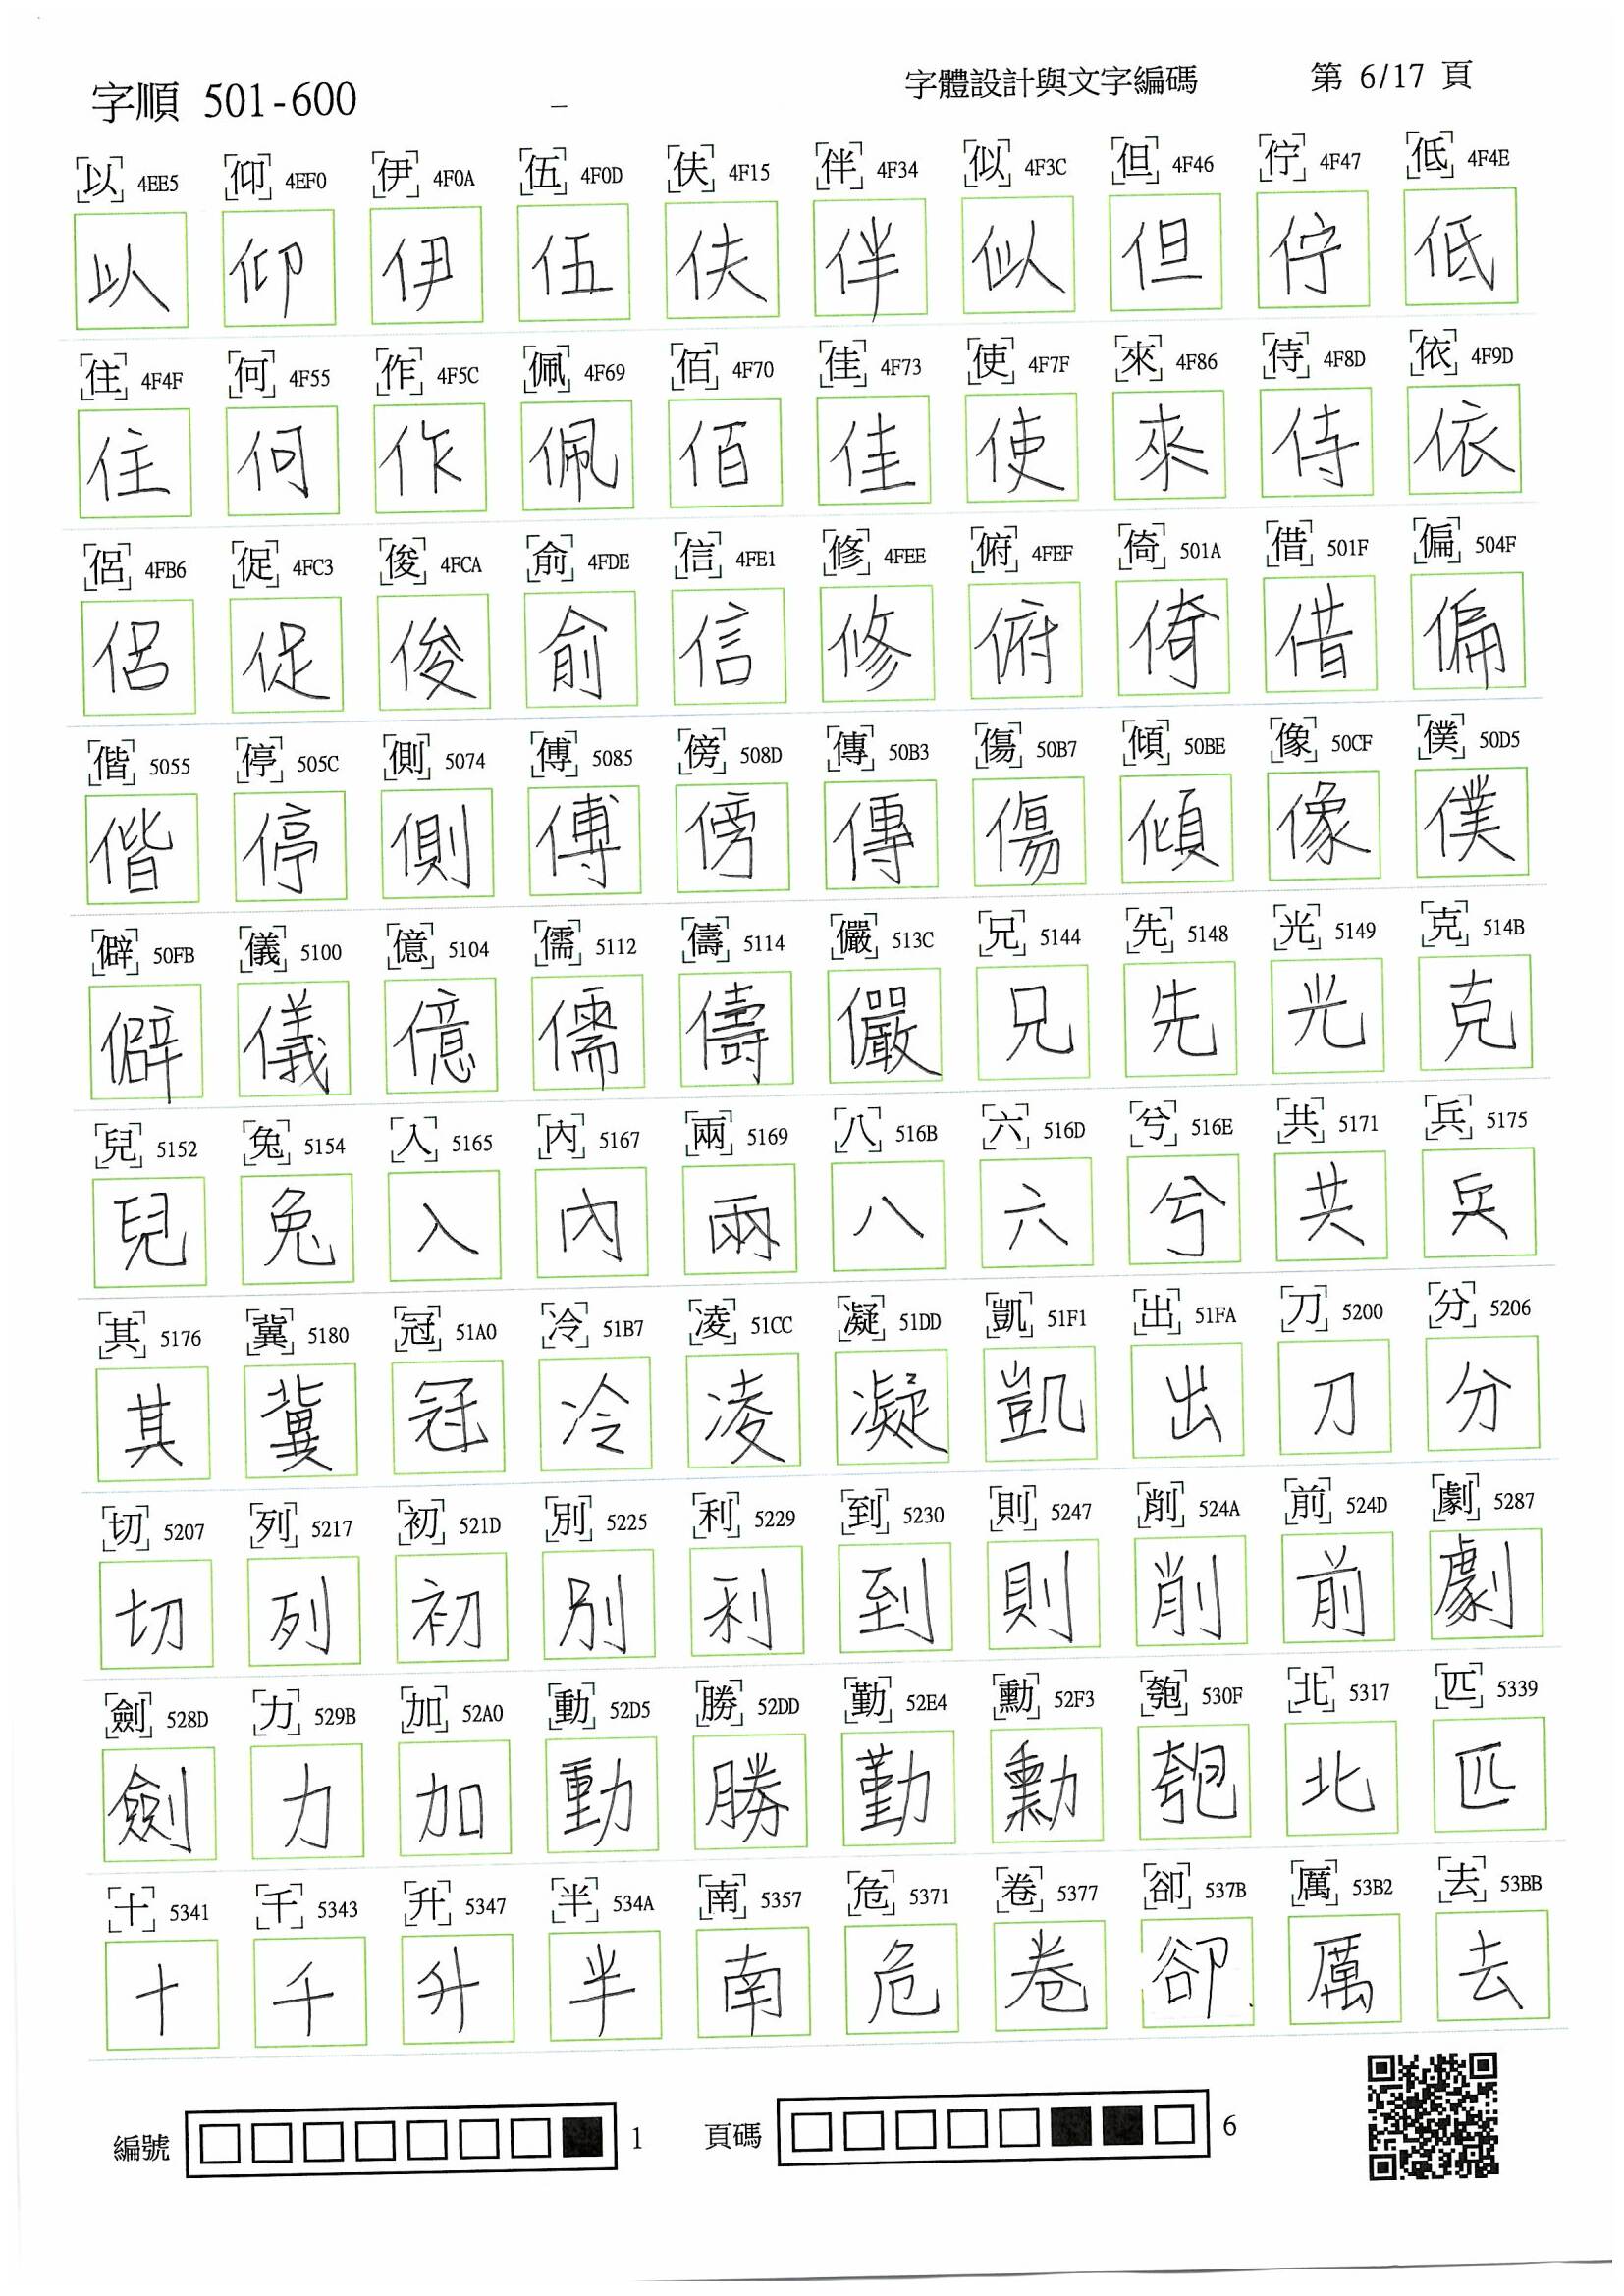 字順 501-600
字體設計與文字編碼
第 6/17 頁
以 4EE5 仰 4EF0 伊 4F0A 伍 4F0D 伕 4F15 伴 4F34 似 4F3C 但 4F46 佇 4F47 低 4F4E
以 仰 伊 伍 伕 伴 似 但 佇 低
住 4F4F 何 4F55 作 4F5C 佩 4F69 佰 4F70 佳 4F73 使 4F7F 來 4F86 侍 4F8D 依 4F9D
住 何 作 佩 佰 佳 使 來 侍 依
侶 4FB6 促 4FC3 俊 4FCA 俞 4FDE 信 4FE1 修 4FEE 俯 4FEF 倚 501A 借 501F 偏 504F
侶 促 俊 俞 信 修 俯 倚 借 偏
偕 5055 停 505C 側 5074 傅 5085 傍 508D 傳 50B3 傷 50B7 傾 50BE 像 50CF 僕 50D5
偕 停 側 傅 傍 傳 傷 傾 像 僕
僻 50FB 儀 5100 億 5104 儒 5112 儔 5114 儼 513C 兄 5144 先 5148 光 5149 克 514B
僻 儀 億 儒 儔 儼 兄 先 光 克
兒 5152 兔 5154 入 5165 內 5167 兩 5169 八 516B 六 516D 兮 516E 共 5171 兵 5175
兒 兔 入 內 兩 八 六 兮 共 兵
其 5176 冀 5180 冠 51A0 冷 51B7 凌 51CC 凝 51DD 凱 51F1 出 51FA 刀 5200 分 5206
其 冀 冠 冷 凌 凝 凱 出 刀 分
切 5207 列 5217 初 521D 別 5225 利 5229 到 5230 則 5247 削 524A 前 524D 劇 5287
切 列 初 別 利 到 則 削 前 劇
劍 528D 力 529B 加 52A0 動 52D5 勝 52DD 勤 52E4 勳 52F3 匏 530F 北 5317 匹 5339
劍 力 加 動 勝 勤 勳 匏 北 匹
十 5341 千 5343 升 5347 半 534A 南 5357 危 5371 卷 5377 卻 537B 厲 53B2 去 53BB
十 千 升 半 南 危 卷 卻 厲 去
編號 1 頁碼 6